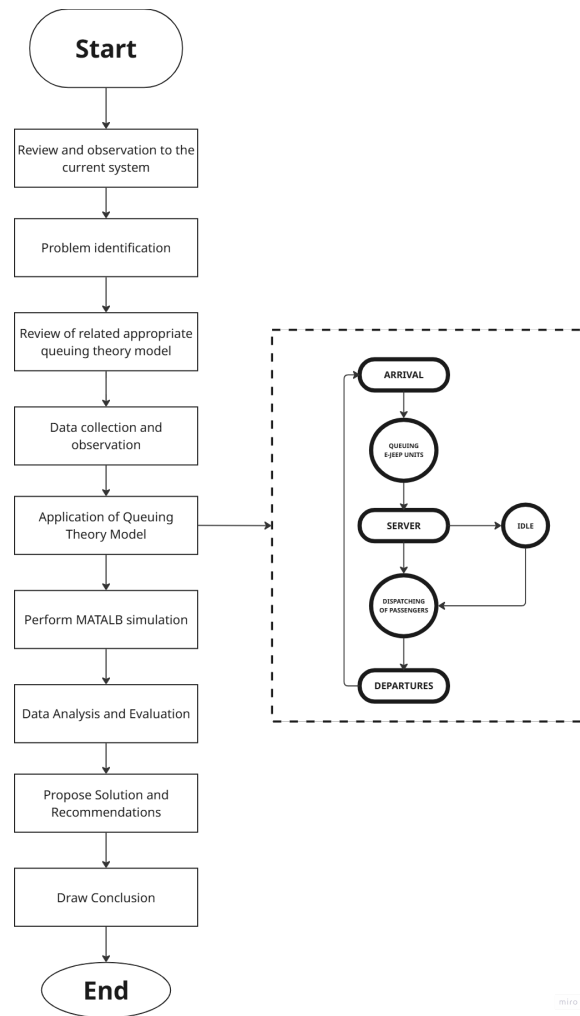 Start
Review and observation to the
current system
Problem identification
Review of related appropriate
queuing theory model
Data collection and
observation
Application of Queuing
Theory Model
Perform MATALB simulation
Data Analysis and Evaluation
Propose Solution and
Recommendations
Draw Conclusion
End
ARRIVAL
QUEUING
E-JEEP UNITS
SERVER
IDLE
DISPATCHING
OF PASSENGERS
DEPARTURES
miro